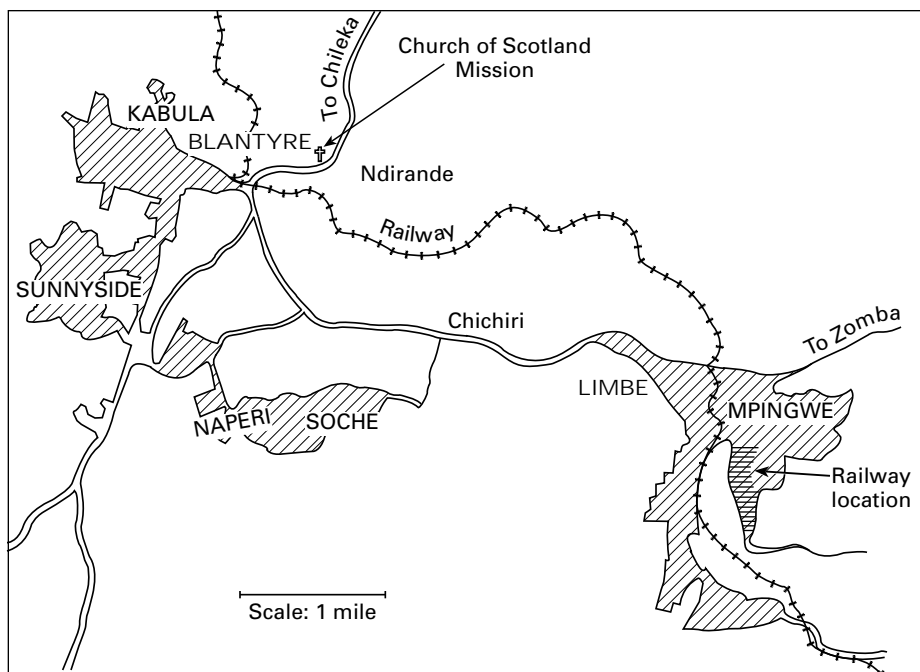 To Chileka
Church of Scotland
Mission
KABULA
BLANTYRE
Ndirande
Railway
SUNNYSIDE
Chichiri
To Zomba
LIMBE
MPINGWE
NAPERI
SOCHE
Railway
location
Scale: 1 mile